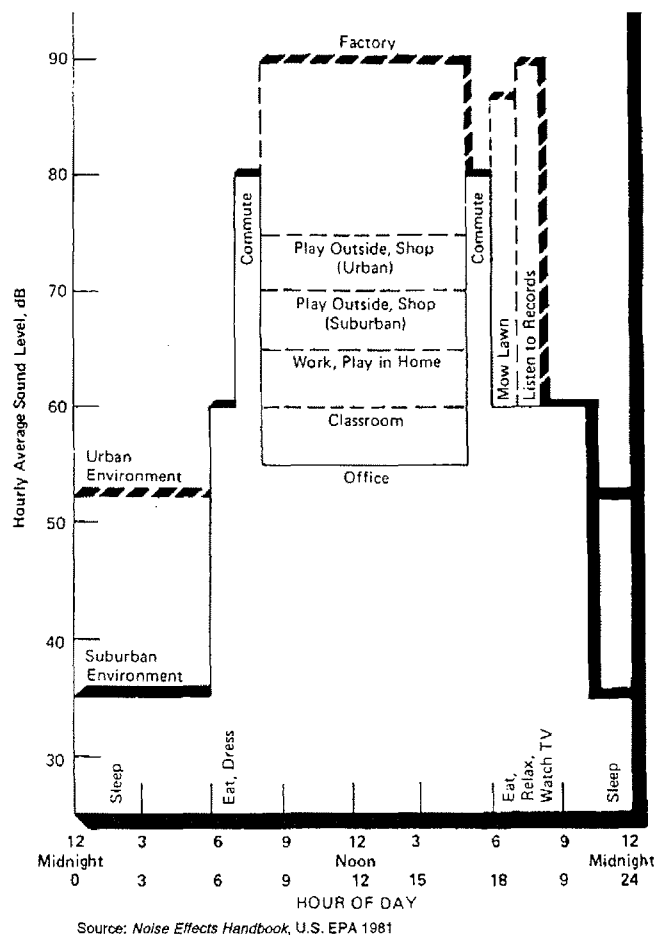 90
80
70
60
50
40
30
Hourly Average Sound Level, dB
Factory
Commute
Play Outside, Shop
(Urban)
Play Outside, Shop
(Suburban)
Work, Play in Home
Classroom
Office
Commute
Mow Lawn
Listen to Records
Urban
Environment
Suburban
Environment
Sleep
Eat, Dress
Eat,
Relax,
Watch TV
Sleep
12 3 6 9 12 3 6 9 12
Midnight Noon Midnight
0 3 6 9 12 15 18 9 24
HOUR OF DAY
Source: Noise Effects Handbook, U.S. EPA 1981